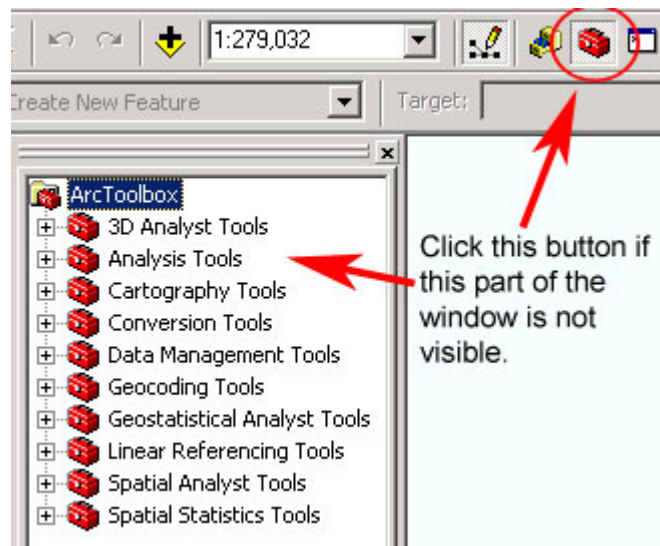 1:279,032
Create New Feature
Target:
ArcToolbox
3D Analyst Tools
Analysis Tools
Cartography Tools
Conversion Tools
Data Management Tools
Geocoding Tools
Geostatistical Analyst Tools
Linear Referencing Tools
Spatial Analyst Tools
Spatial Statistics Tools
Click this button if
this part of the
window is not
visible.